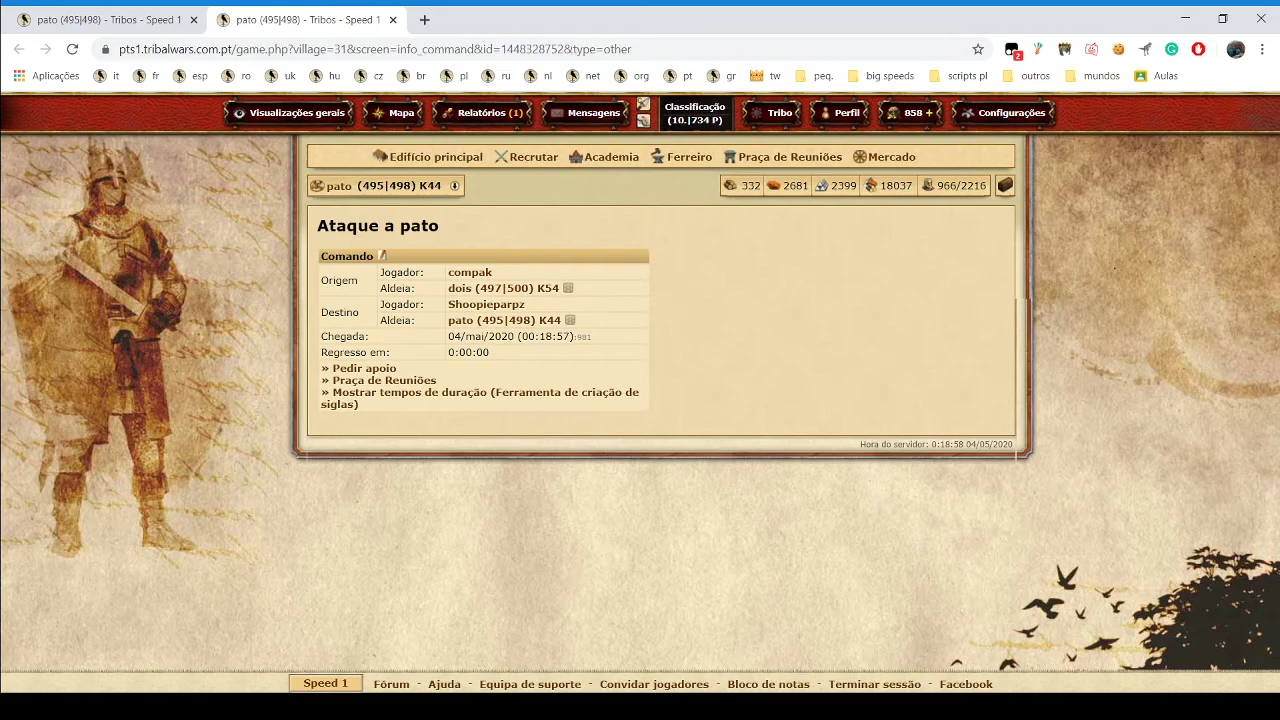 pato (495|498) - Tribos - Speed 1
pato (495|498) - Tribos - Speed 1
pts1.tribalwars.com.pt/game.php?village=31&screen=info_command&id=1448328752&type=other
2
Aplicações it fr esp ro uk hu cz br pl ru nl net org pt gr tw peq. big speeds scripts pl outros mundos Aulas
Visualizações gerais Mapa Relatórios (1) Mensagens Classificação (10.|734 P) Tribo Perfil 858 + Configurações
Edifício principal Recrutar Academia Ferreiro Praça de Reuniões Mercado
pato (495|498) K44 332 2681 2399 18037 966/2216
Ataque a pato
Comando
Origem Jogador: compak
Aldeia: dois (497|500) K54
Destino Jogador: Shoopieparpz
Aldeia: pato (495|498) K44
Chegada: 04/mai/2020 (00:18:57):981
Regresso em: 0:00:00
» Pedir apoio
» Praça de Reuniões
» Mostrar tempos de duração (Ferramenta de criação de
siglas)
Hora do servidor: 0:18:58 04/05/2020
Speed 1 Fórum - Ajuda - Equipa de suporte - Convidar jogadores - Bloco de notas - Terminar sessão - Facebook